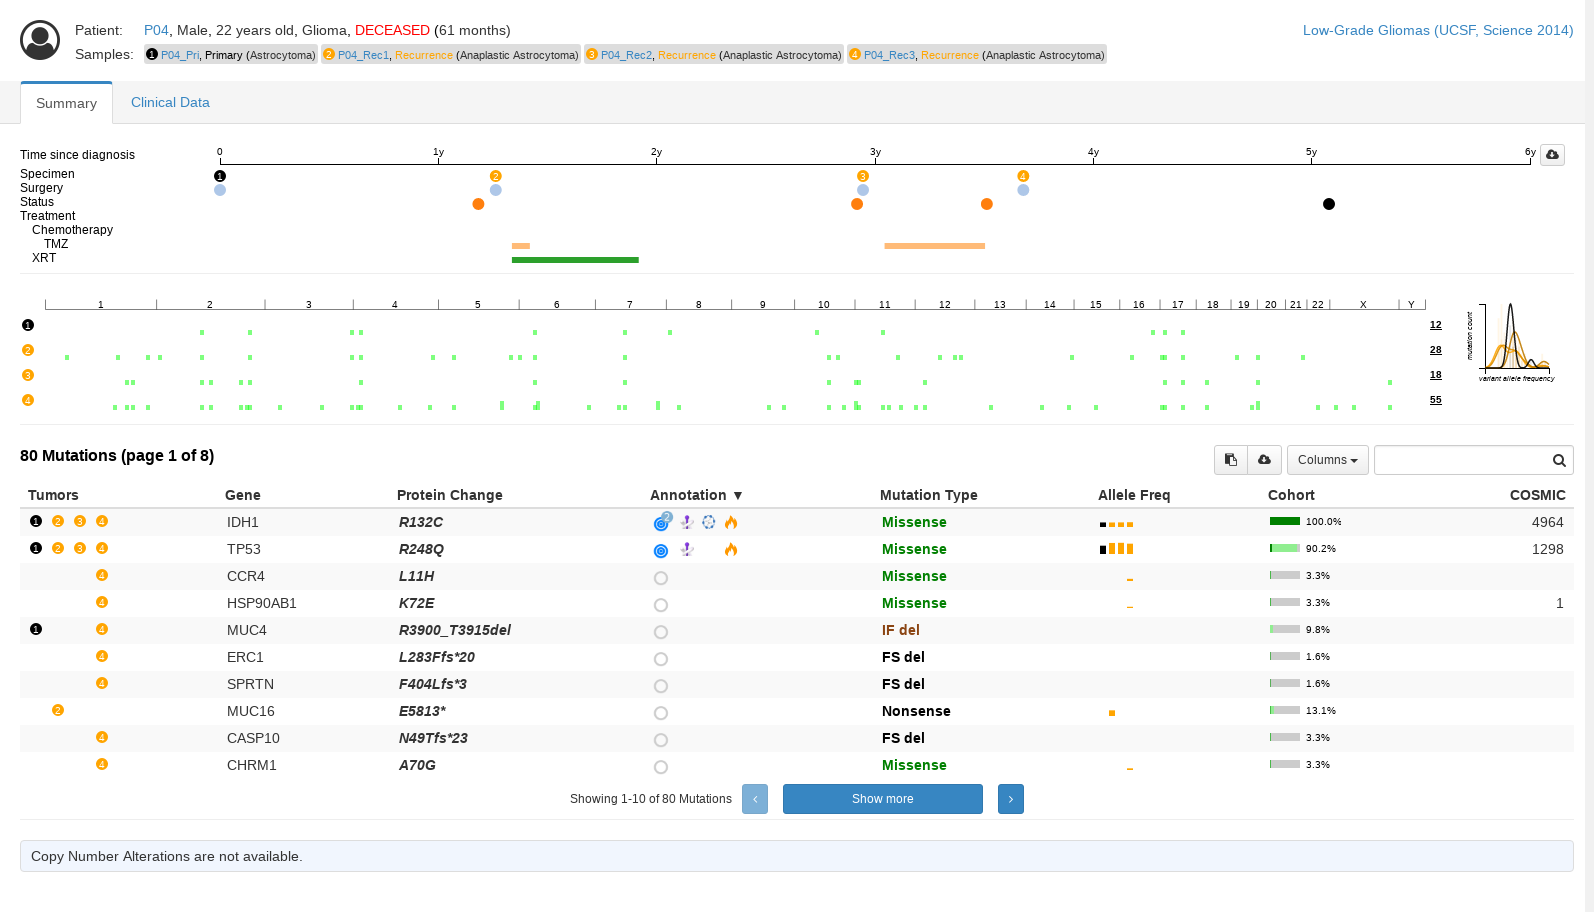 Patient: P04, Male, 22 years old, Glioma, DECEASED (61 months) Low-Grade Gliomas (UCSF, Science 2014)
Samples: 1 P04_Pri, Primary (Astrocytoma) 2 P04_Rec1, Recurrence (Anaplastic Astrocytoma) 3 P04_Rec2, Recurrence (Anaplastic Astrocytoma) 4 P04_Rec3, Recurrence (Anaplastic Astrocytoma)
Summary Clinical Data
Time since diagnosis 0 1y 2y 3y 4y 5y 6y
Specimen 1 2 3 4
Surgery
Status
Treatment
Chemotherapy
TMZ
XRT
1 2 3 4 5 6 7 8 9 10 11 12 13 14 15 16 17 18 19 20 21 22 X Y
1 12
2 28
3 18
4 55
mutation count
variant allele frequency
80 Mutations (page 1 of 8) Columns
Tumors Gene Protein Change Annotation ▼ Mutation Type Allele Freq Cohort COSMIC
1 2 3 4 IDH1 R132C 2 Missense 100.0% 4964
1 2 3 4 TP53 R248Q Missense 90.2% 1298
4 CCR4 L11H Missense 3.3%
4 HSP90AB1 K72E Missense 3.3% 1
1 4 MUC4 R3900_T3915del IF del 9.8%
4 ERC1 L283Ffs*20 FS del 1.6%
4 SPRTN F404Lfs*3 FS del 1.6%
2 MUC16 E5813* Nonsense 13.1%
4 CASP10 N49Tfs*23 FS del 3.3%
4 CHRM1 A70G Missense 3.3%
Showing 1-10 of 80 Mutations ‹ Show more ›
Copy Number Alterations are not available.